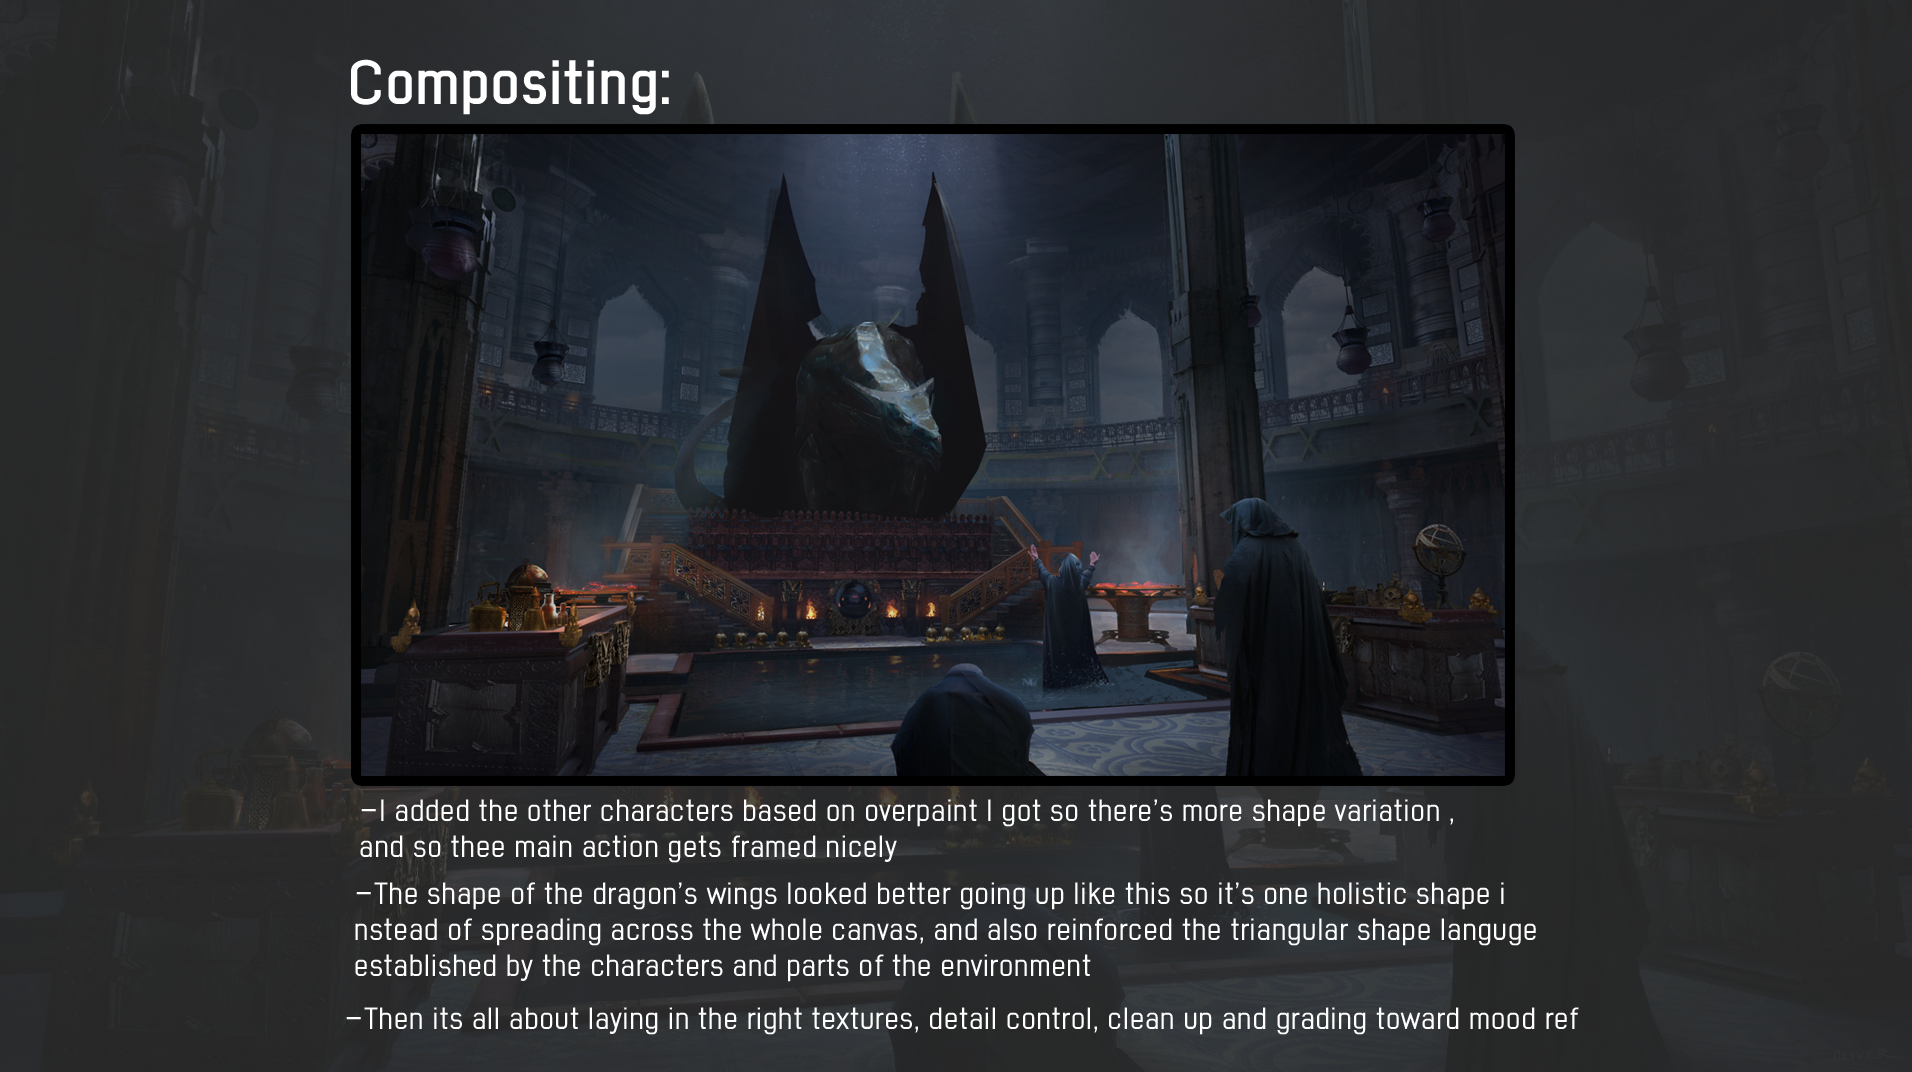 Compositing:
–I added the other characters based on overpaint I got so there's more shape variation ,
and so thee main action gets framed nicely
–The shape of the dragon's wings looked better going up like this so it's one holistic shape i
nstead of spreading across the whole canvas, and also reinforced the triangular shape languge
established by the characters and parts of the environment
–Then its all about laying in the right textures, detail control, clean up and grading toward mood ref